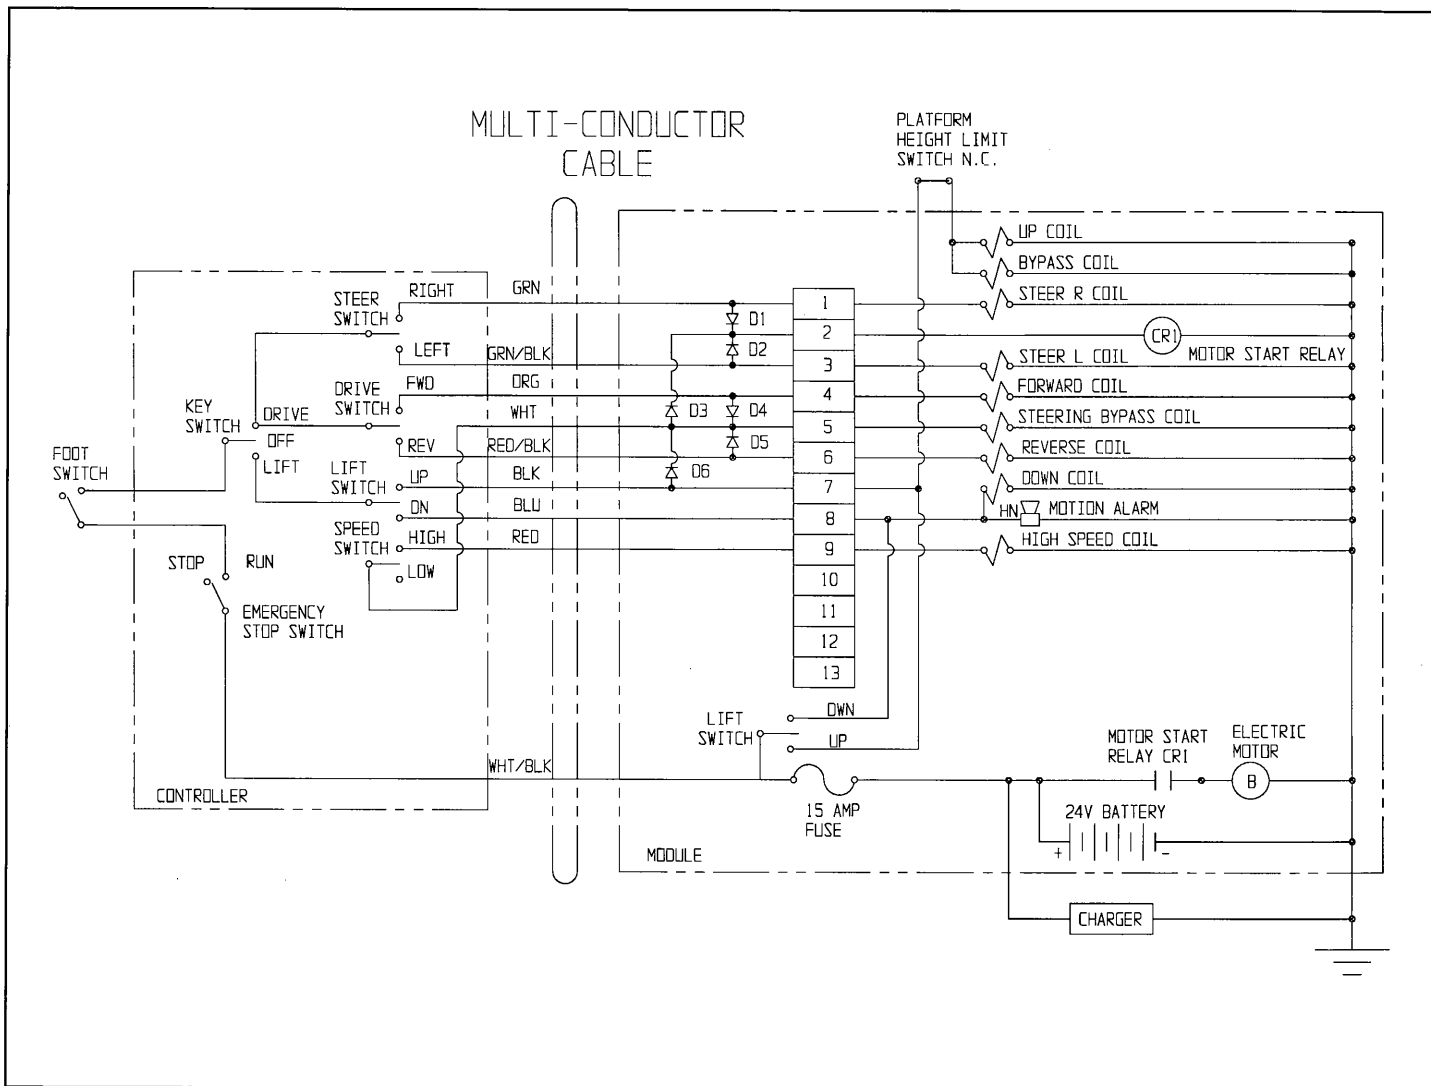 MULTI-CONDUCTOR
CABLE
PLATFORM
HEIGHT LIMIT
SWITCH N.C.
UP COIL
BYPASS COIL
STEER
SWITCH
RIGHT
GRN
1
STEER R COIL
D1
2
CR1
MOTOR START RELAY
D2
LEFT
GRN/BLK
3
STEER L COIL
DRIVE
SWITCH
FWD
ORG
4
FORWARD COIL
KEY
SWITCH
DRIVE
OFF
LIFT
WHT
D3
D4
5
STEERING BYPASS COIL
REV
RED/BLK
D5
6
REVERSE COIL
FOOT
SWITCH
LIFT
SWITCH
UP
BLK
D6
7
DOWN COIL
DN
BLU
8
HN
MOTION ALARM
SPEED
SWITCH
HIGH
RED
9
HIGH SPEED COIL
LOW
STOP
RUN
10
EMERGENCY
STOP SWITCH
11
12
13
LIFT
SWITCH
DWN
UP
MOTOR START
RELAY CR1
ELECTRIC
MOTOR
B
WHT/BLK
15 AMP
FUSE
24V BATTERY
+
-
CONTROLLER
MODULE
CHARGER